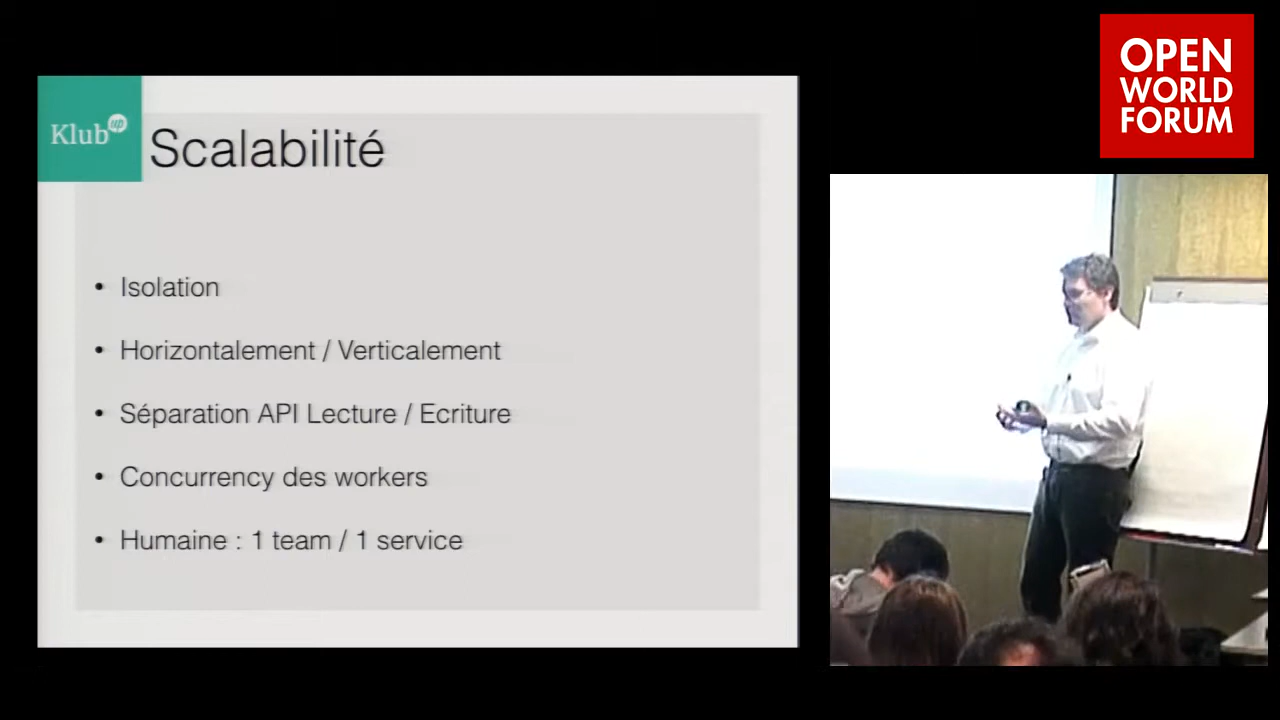 Klub up
Scalabilité
• Isolation
• Horizontalement / Verticalement
• Séparation API Lecture / Ecriture
• Concurrency des workers
• Humaine : 1 team / 1 service
OPEN
WORLD
FORUM